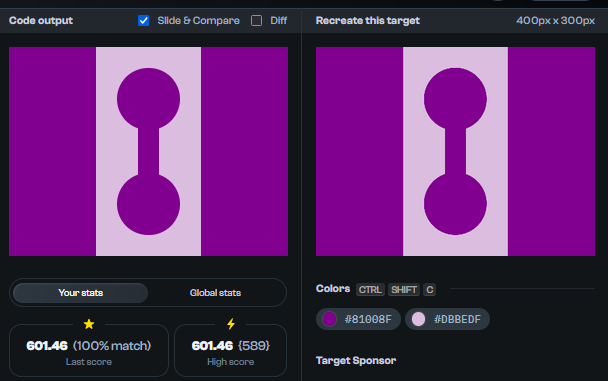 Code output
Slide & Compare
Diff
Recreate this target
400px x 300px
Your stats
Global stats
601.46 (100% match)
Last score
601.46 {589}
High score
Colors CTRL SHIFT C
#81008F
#DBBEDF
Target Sponsor